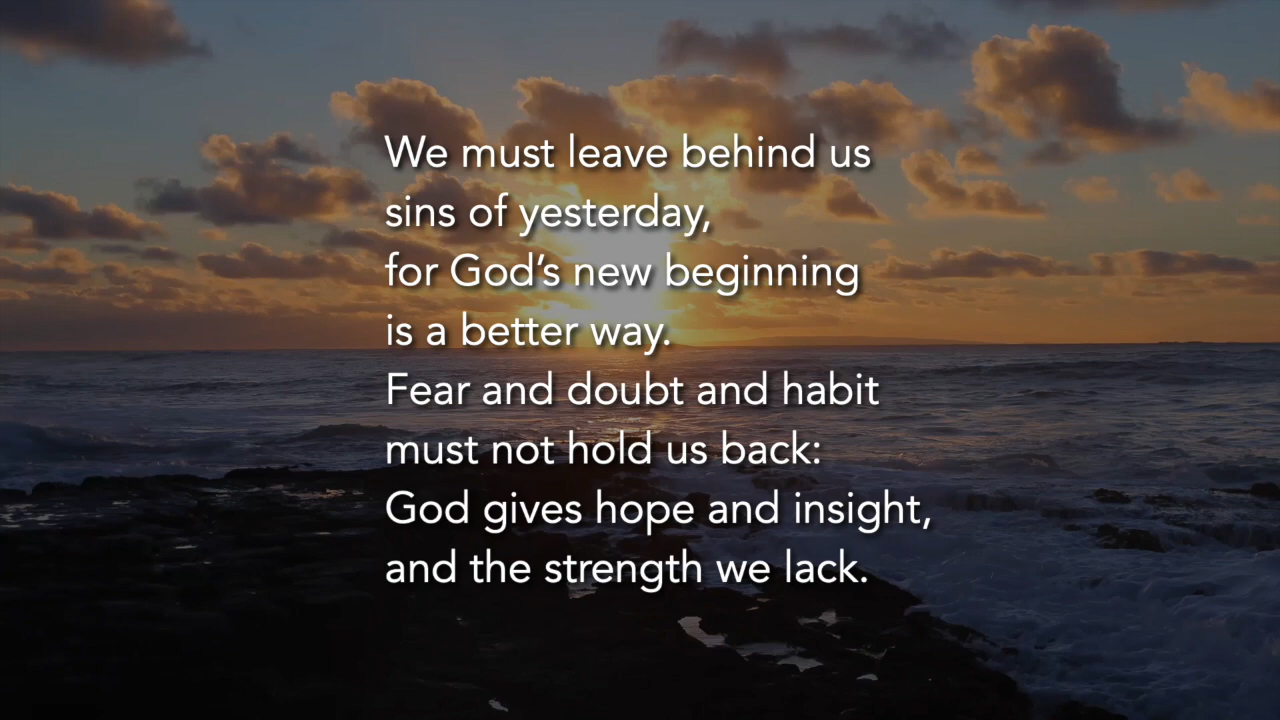 We must leave behind us
sins of yesterday,
for God’s new beginning
is a better way.
Fear and doubt and habit
must not hold us back:
God gives hope and insight,
and the strength we lack.